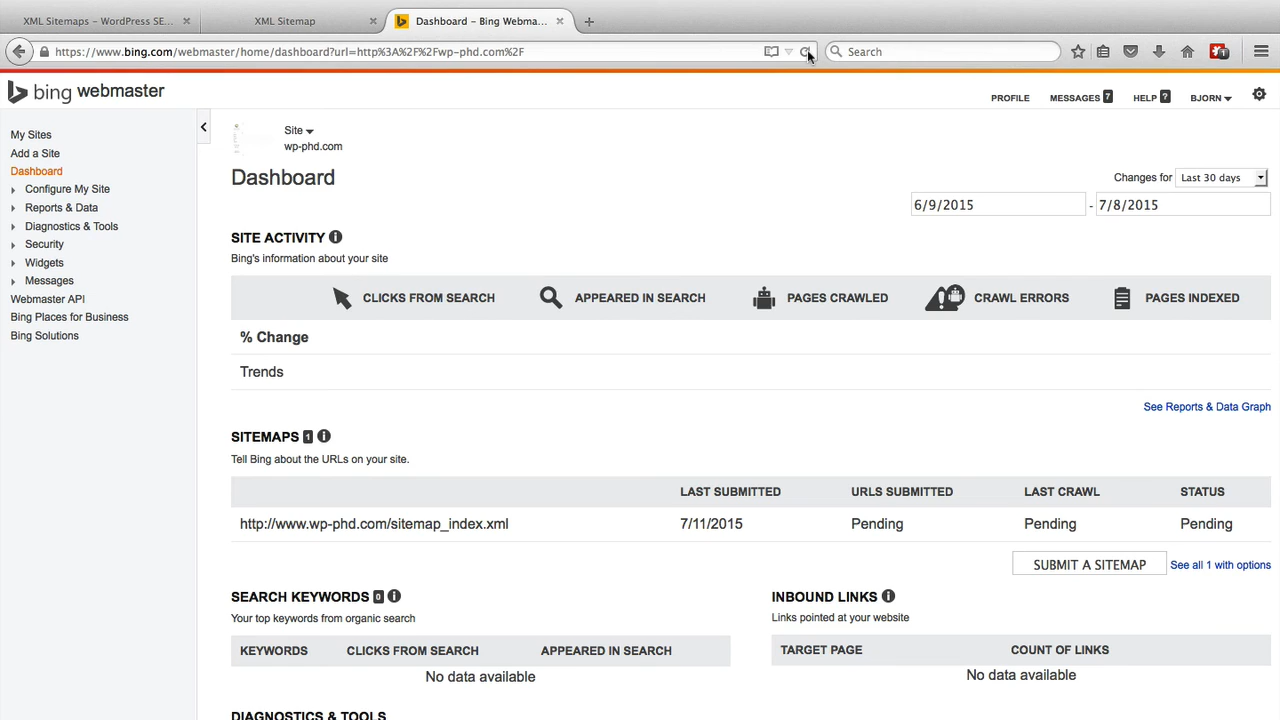 XML Sitemaps – WordPress SE...
XML Sitemap
Dashboard – Bing Webma...
https://www.bing.com/webmaster/home/dashboard?url=http%3A%2F%2Fwp-phd.com%2F
Search
1
bing webmaster
PROFILE
MESSAGES 7
HELP ?
BJORN
My Sites
Add a Site
Dashboard
Configure My Site
Reports & Data
Diagnostics & Tools
Security
Widgets
Messages
Webmaster API
Bing Places for Business
Bing Solutions
Site
wp-phd.com
Dashboard
Changes for Last 30 days
6/9/2015 - 7/8/2015
SITE ACTIVITY
Bing's information about your site
CLICKS FROM SEARCH APPEARED IN SEARCH PAGES CRAWLED CRAWL ERRORS PAGES INDEXED
% Change
Trends
See Reports & Data Graph
SITEMAPS 1
Tell Bing about the URLs on your site.
LAST SUBMITTED URLS SUBMITTED LAST CRAWL STATUS
http://www.wp-phd.com/sitemap_index.xml 7/11/2015 Pending Pending Pending
SUBMIT A SITEMAP See all 1 with options
SEARCH KEYWORDS 0
Your top keywords from organic search
KEYWORDS CLICKS FROM SEARCH APPEARED IN SEARCH
No data available
INBOUND LINKS
Links pointed at your website
TARGET PAGE COUNT OF LINKS
No data available
DIAGNOSTICS & TOOLS